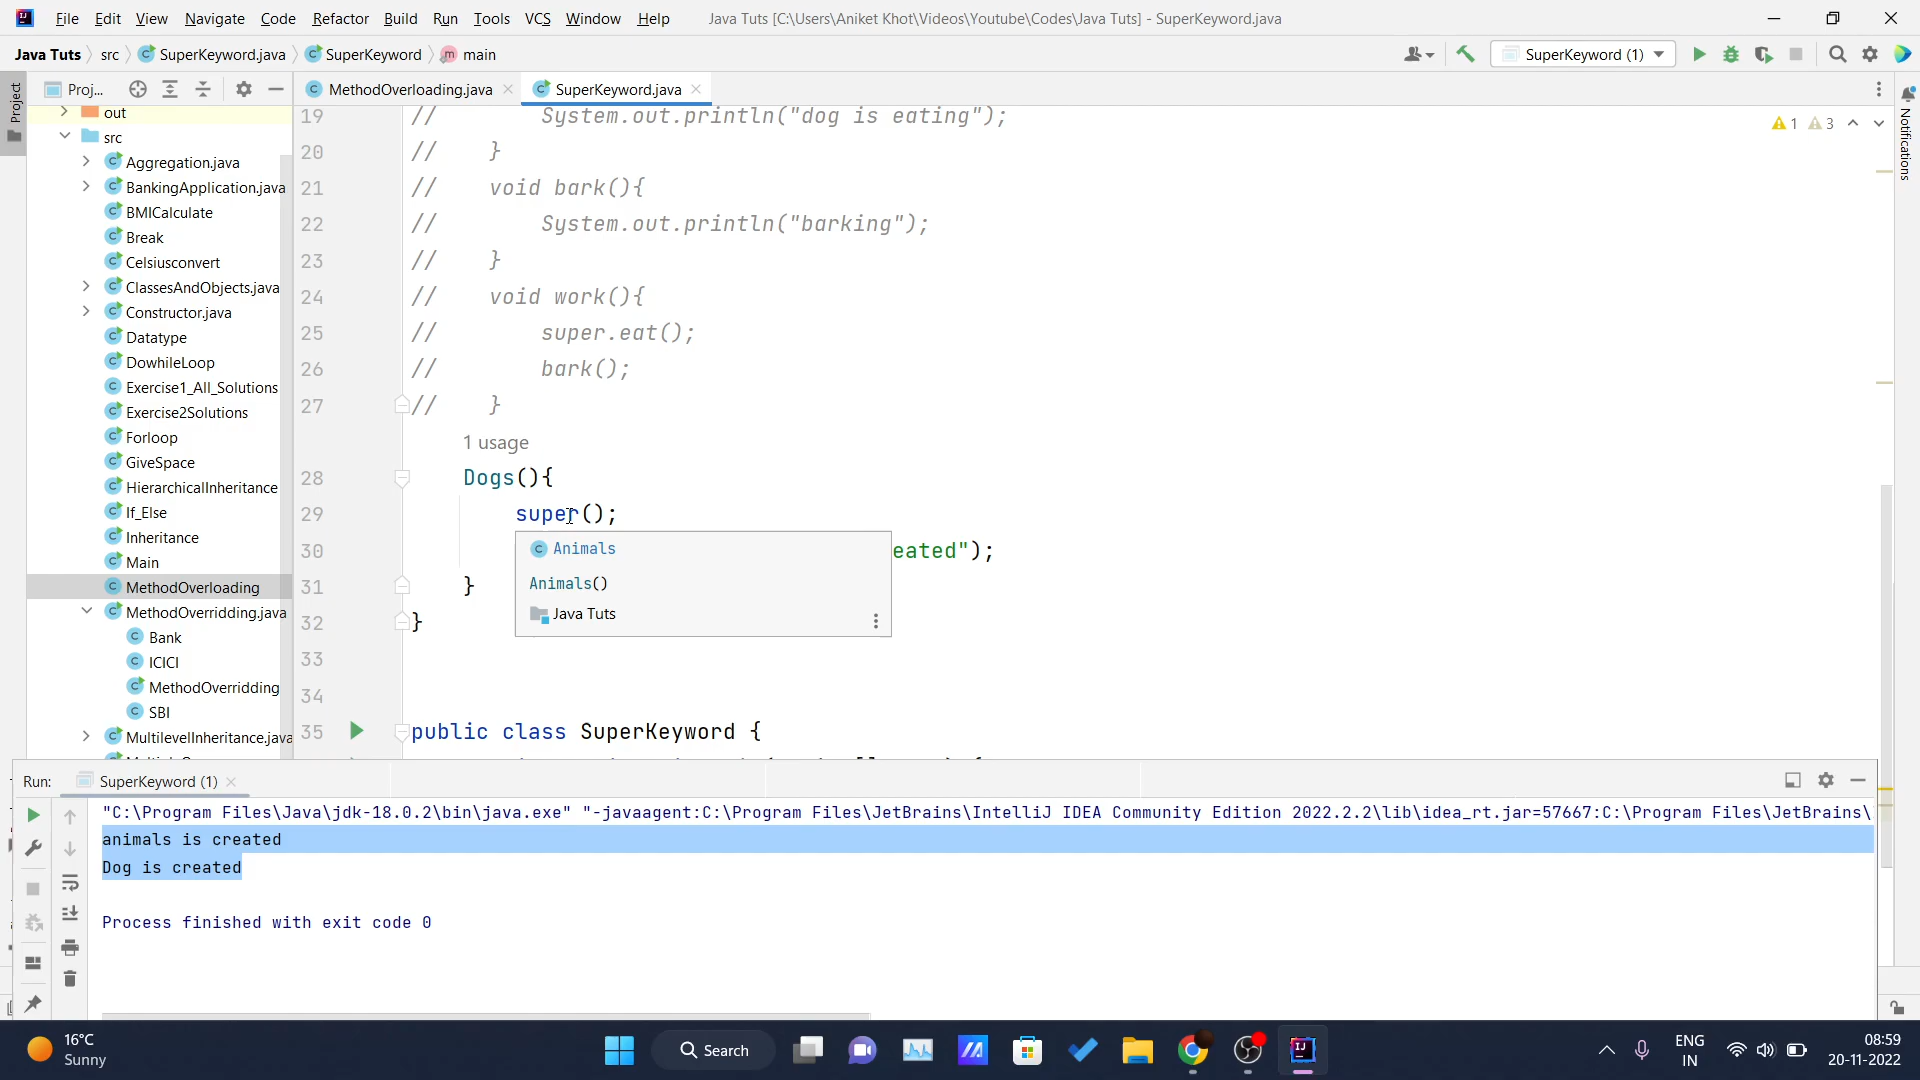 File Edit View Navigate Code Refactor Build Run Tools VCS Window Help Java Tuts [C:\Users\Aniket Khot\Videos\Youtube\Codes\Java Tuts] - SuperKeyword.java
Java Tuts src SuperKeyword.java SuperKeyword main SuperKeyword (1)
Project
Proj...
MethodOverloading.java
SuperKeyword.java
Notifications
out
src
Aggregation.java
BankingApplication.java
BMICalculate
Break
Celsiusconvert
ClassesAndObjects.java
Constructor.java
Datatype
DowhileLoop
Exercise1_All_Solutions
Exercise2Solutions
Forloop
GiveSpace
HierarchicalInheritance
If_Else
Inheritance
Main
MethodOverloading
MethodOverridding.java
Bank
ICICI
MethodOverridding
SBI
MultilevelInheritance.java
1 3
19 // System.out.println("dog is eating");
20 // }
21 // void bark(){
22 // System.out.println("barking");
23 // }
24 // void work(){
25 // super.eat();
26 // bark();
27 // }
1 usage
28 Dogs(){
29 super();
30 eated");
31 }
32 }
33
34
35 public class SuperKeyword {
Animals
Animals()
Java Tuts
Run: SuperKeyword (1)
"C:\Program Files\Java\jdk-18.0.2\bin\java.exe" "-javaagent:C:\Program Files\JetBrains\IntelliJ IDEA Community Edition 2022.2.2\lib\idea_rt.jar=57667:C:\Program Files\JetBrains\
animals is created
Dog is created
Process finished with exit code 0
16°C
Sunny
Search
ENG
IN
08:59
20-11-2022